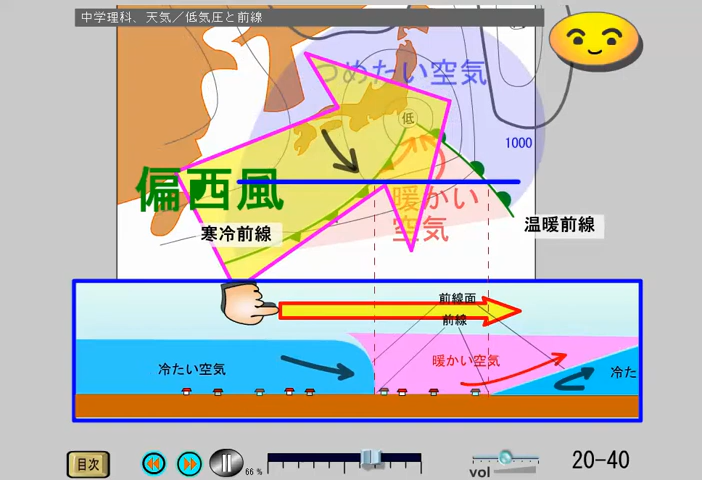 中学理科、天気／低気圧と前線
つめたい空気
低
1000
偏西風
暖かい
空気
寒冷前線
温暖前線
前線面
前線
冷たい空気
暖かい空気
冷た
目次
66 %
vol
20-40